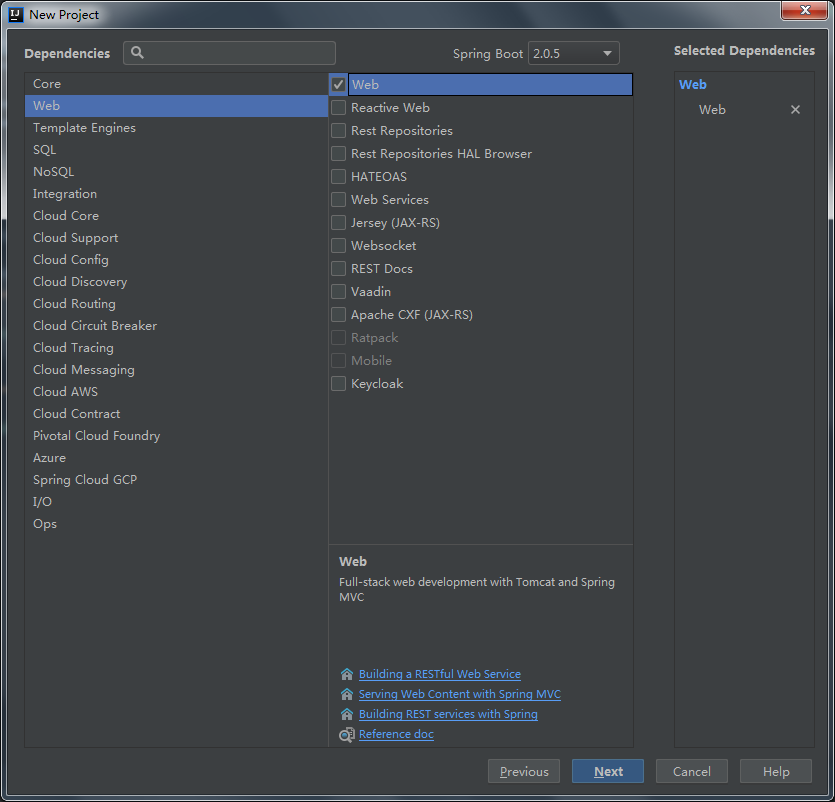 New Project
Dependencies
Spring Boot 2.0.5
Selected Dependencies
Core
Web
Template Engines
SQL
NoSQL
Integration
Cloud Core
Cloud Support
Cloud Config
Cloud Discovery
Cloud Routing
Cloud Circuit Breaker
Cloud Tracing
Cloud Messaging
Cloud AWS
Cloud Contract
Pivotal Cloud Foundry
Azure
Spring Cloud GCP
I/O
Ops
Web
Reactive Web
Rest Repositories
Rest Repositories HAL Browser
HATEOAS
Web Services
Jersey (JAX-RS)
Websocket
REST Docs
Vaadin
Apache CXF (JAX-RS)
Ratpack
Mobile
Keycloak
Web
Full-stack web development with Tomcat and Spring
MVC
Building a RESTful Web Service
Serving Web Content with Spring MVC
Building REST services with Spring
Reference doc
Web
Web
Previous
Next
Cancel
Help